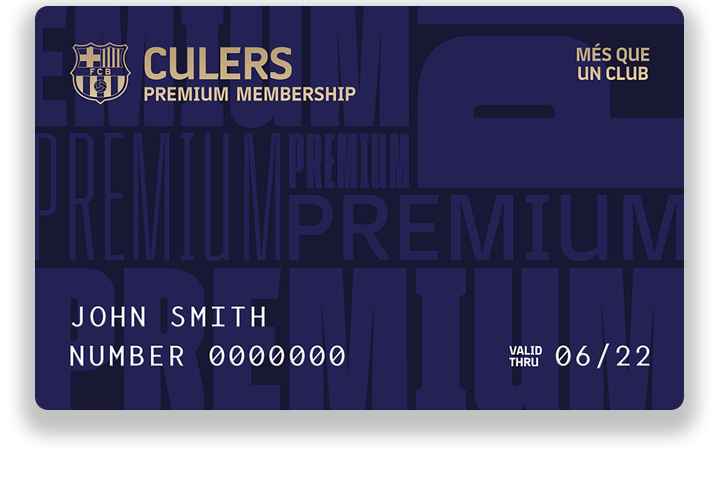 FCB
CULERS
PREMIUM MEMBERSHIP
MÉS QUE
UN CLUB
PREMIUM
PREMIUM
PREMIUM
PREMIUM
PREMIUM
JOHN SMITH
NUMBER 0000000
VALID
THRU
06/22